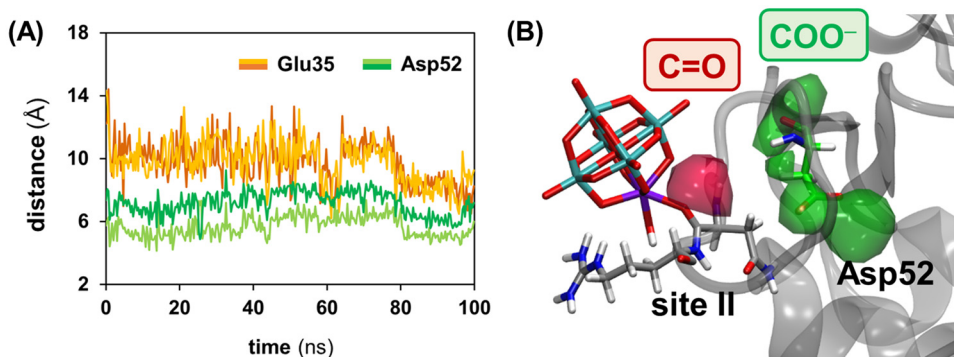 (A)
Glu35 Asp52
18
14
10
6
2
distance (Å)
0 20 40 60 80 100
time (ns)
(B)
C=O
COO⁻
Asp52
site II